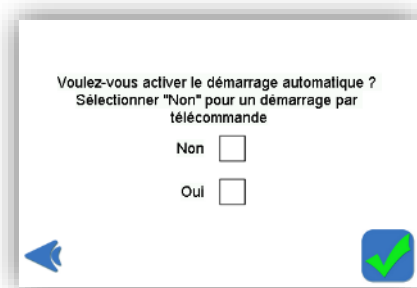 Voulez-vous activer le démarrage automatique ?
Sélectionner "Non" pour un démarrage par
télécommande
Non
Oui